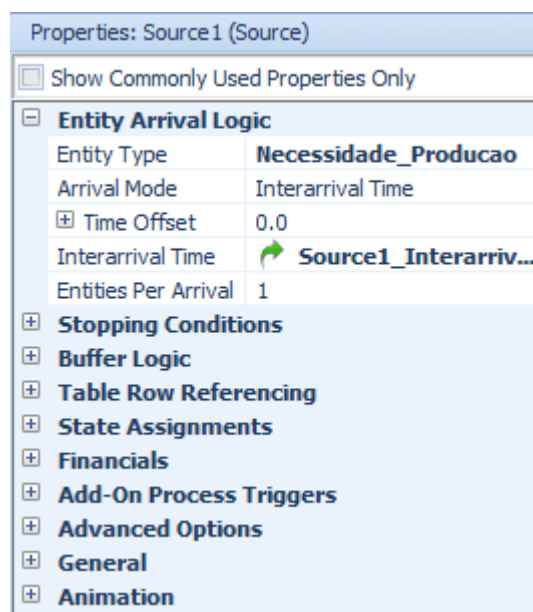 Properties: Source1 (Source)
Show Commonly Used Properties Only
Entity Arrival Logic
Entity Type Necessidade_Producao
Arrival Mode Interarrival Time
Time Offset 0.0
Interarrival Time Source1_Interarriv...
Entities Per Arrival 1
Stopping Conditions
Buffer Logic
Table Row Referencing
State Assignments
Financials
Add-On Process Triggers
Advanced Options
General
Animation